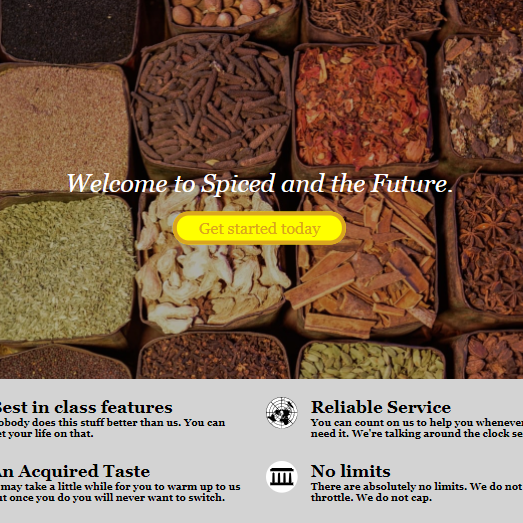 Welcome to Spiced and the Future.
Get started today
est in class features
obody does this stuff better than us. You can
et your life on that.
Reliable Service
You can count on us to help you whenever
need it. We're talking around the clock se
n Acquired Taste
may take a little while for you to warm up to us
ut once you do you will never want to switch.
No limits
There are absolutely no limits. We do not
throttle. We do not cap.